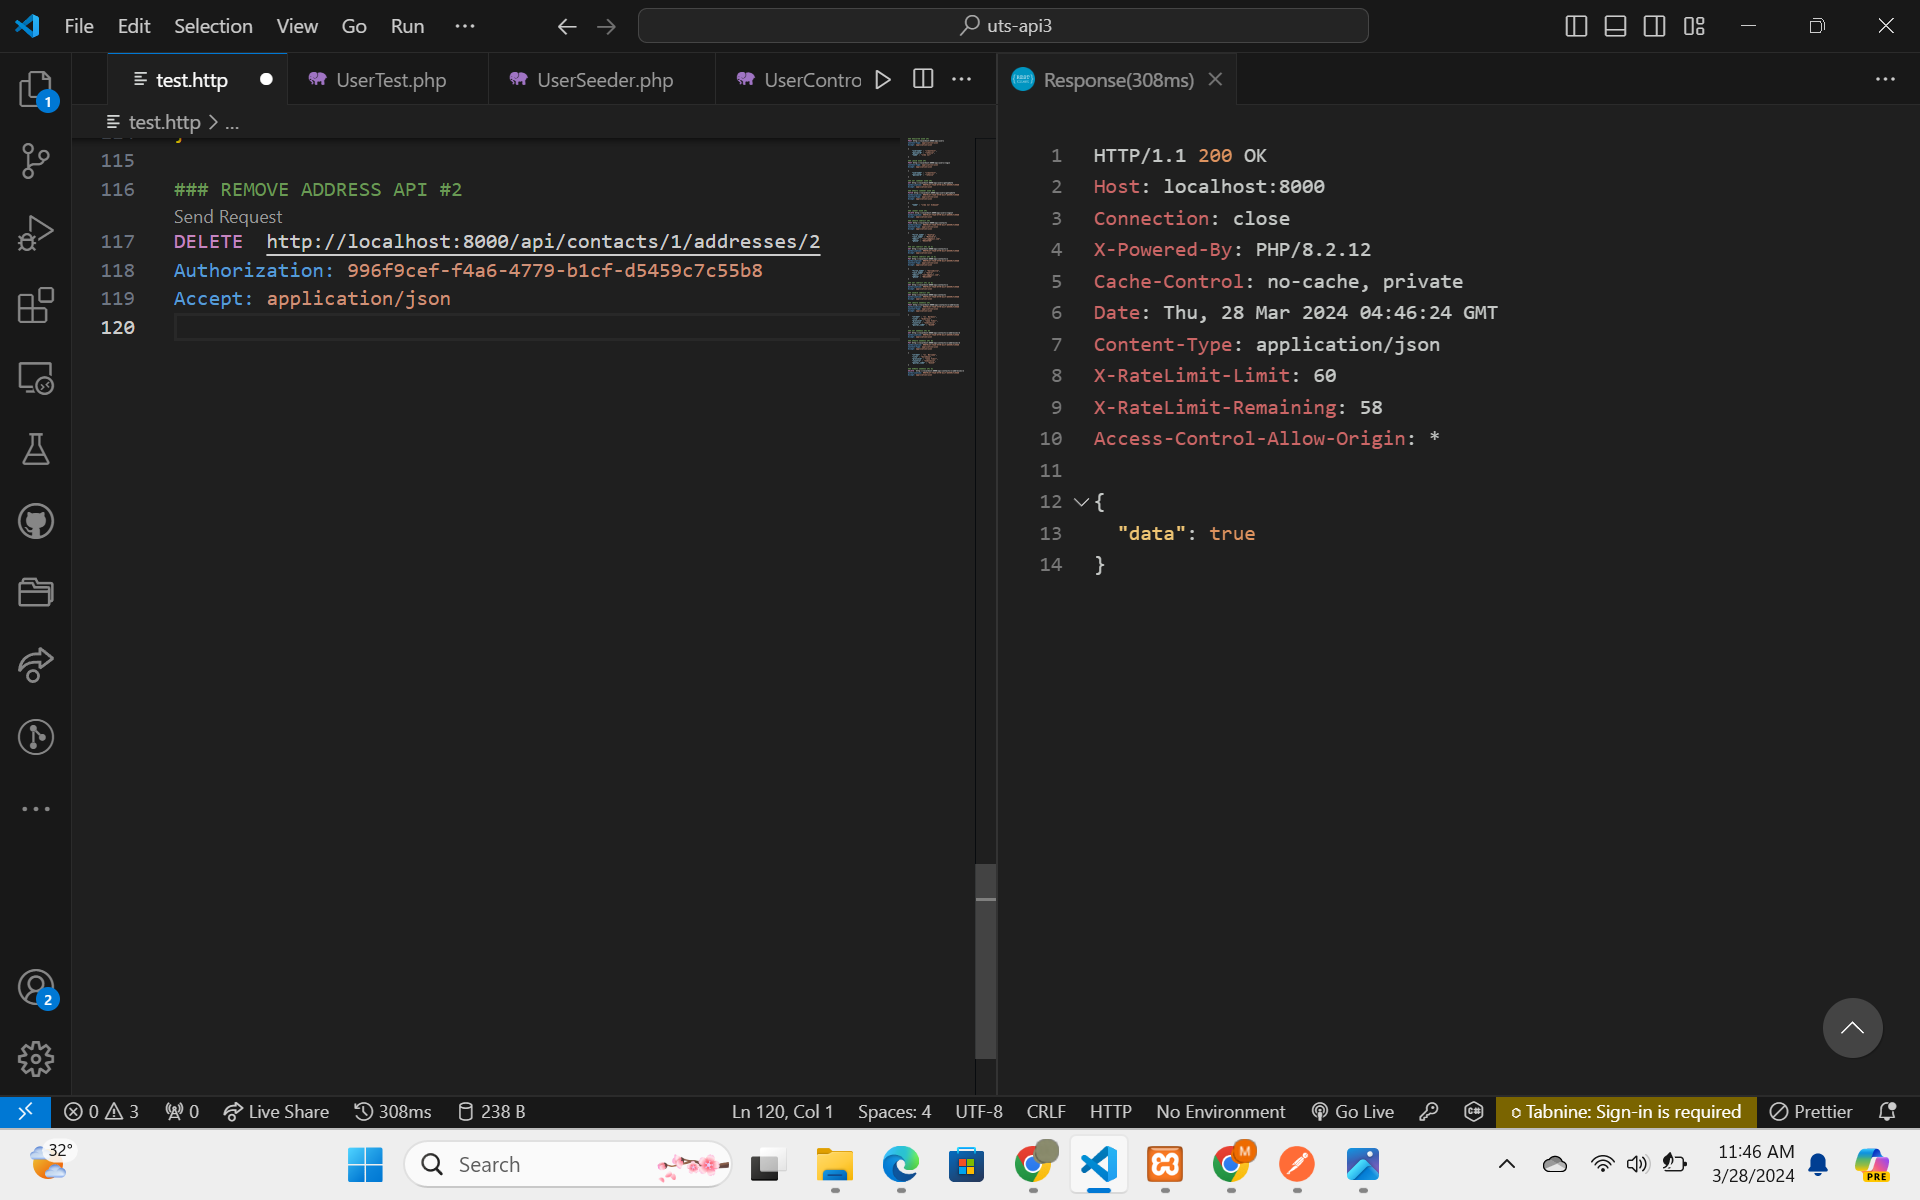 File Edit Selection View Go Run
uts-api3
test.http UserTest.php UserSeeder.php UserContro
Response(308ms)
test.http > ...
115
116 ### REMOVE ADDRESS API #2
Send Request
117 DELETE http://localhost:8000/api/contacts/1/addresses/2
118 Authorization: 996f9cef-f4a6-4779-b1cf-d5459c7c55b8
119 Accept: application/json
120
1 HTTP/1.1 200 OK
2 Host: localhost:8000
3 Connection: close
4 X-Powered-By: PHP/8.2.12
5 Cache-Control: no-cache, private
6 Date: Thu, 28 Mar 2024 04:46:24 GMT
7 Content-Type: application/json
8 X-RateLimit-Limit: 60
9 X-RateLimit-Remaining: 58
10 Access-Control-Allow-Origin: *
11
12 {
13 "data": true
14 }
1
2
0 3 0 Live Share 308ms 238 B Ln 120, Col 1 Spaces: 4 UTF-8 CRLF HTTP No Environment Go Live Tabnine: Sign-in is required Prettier
32° Search M 11:46 AM
3/28/2024 PRE